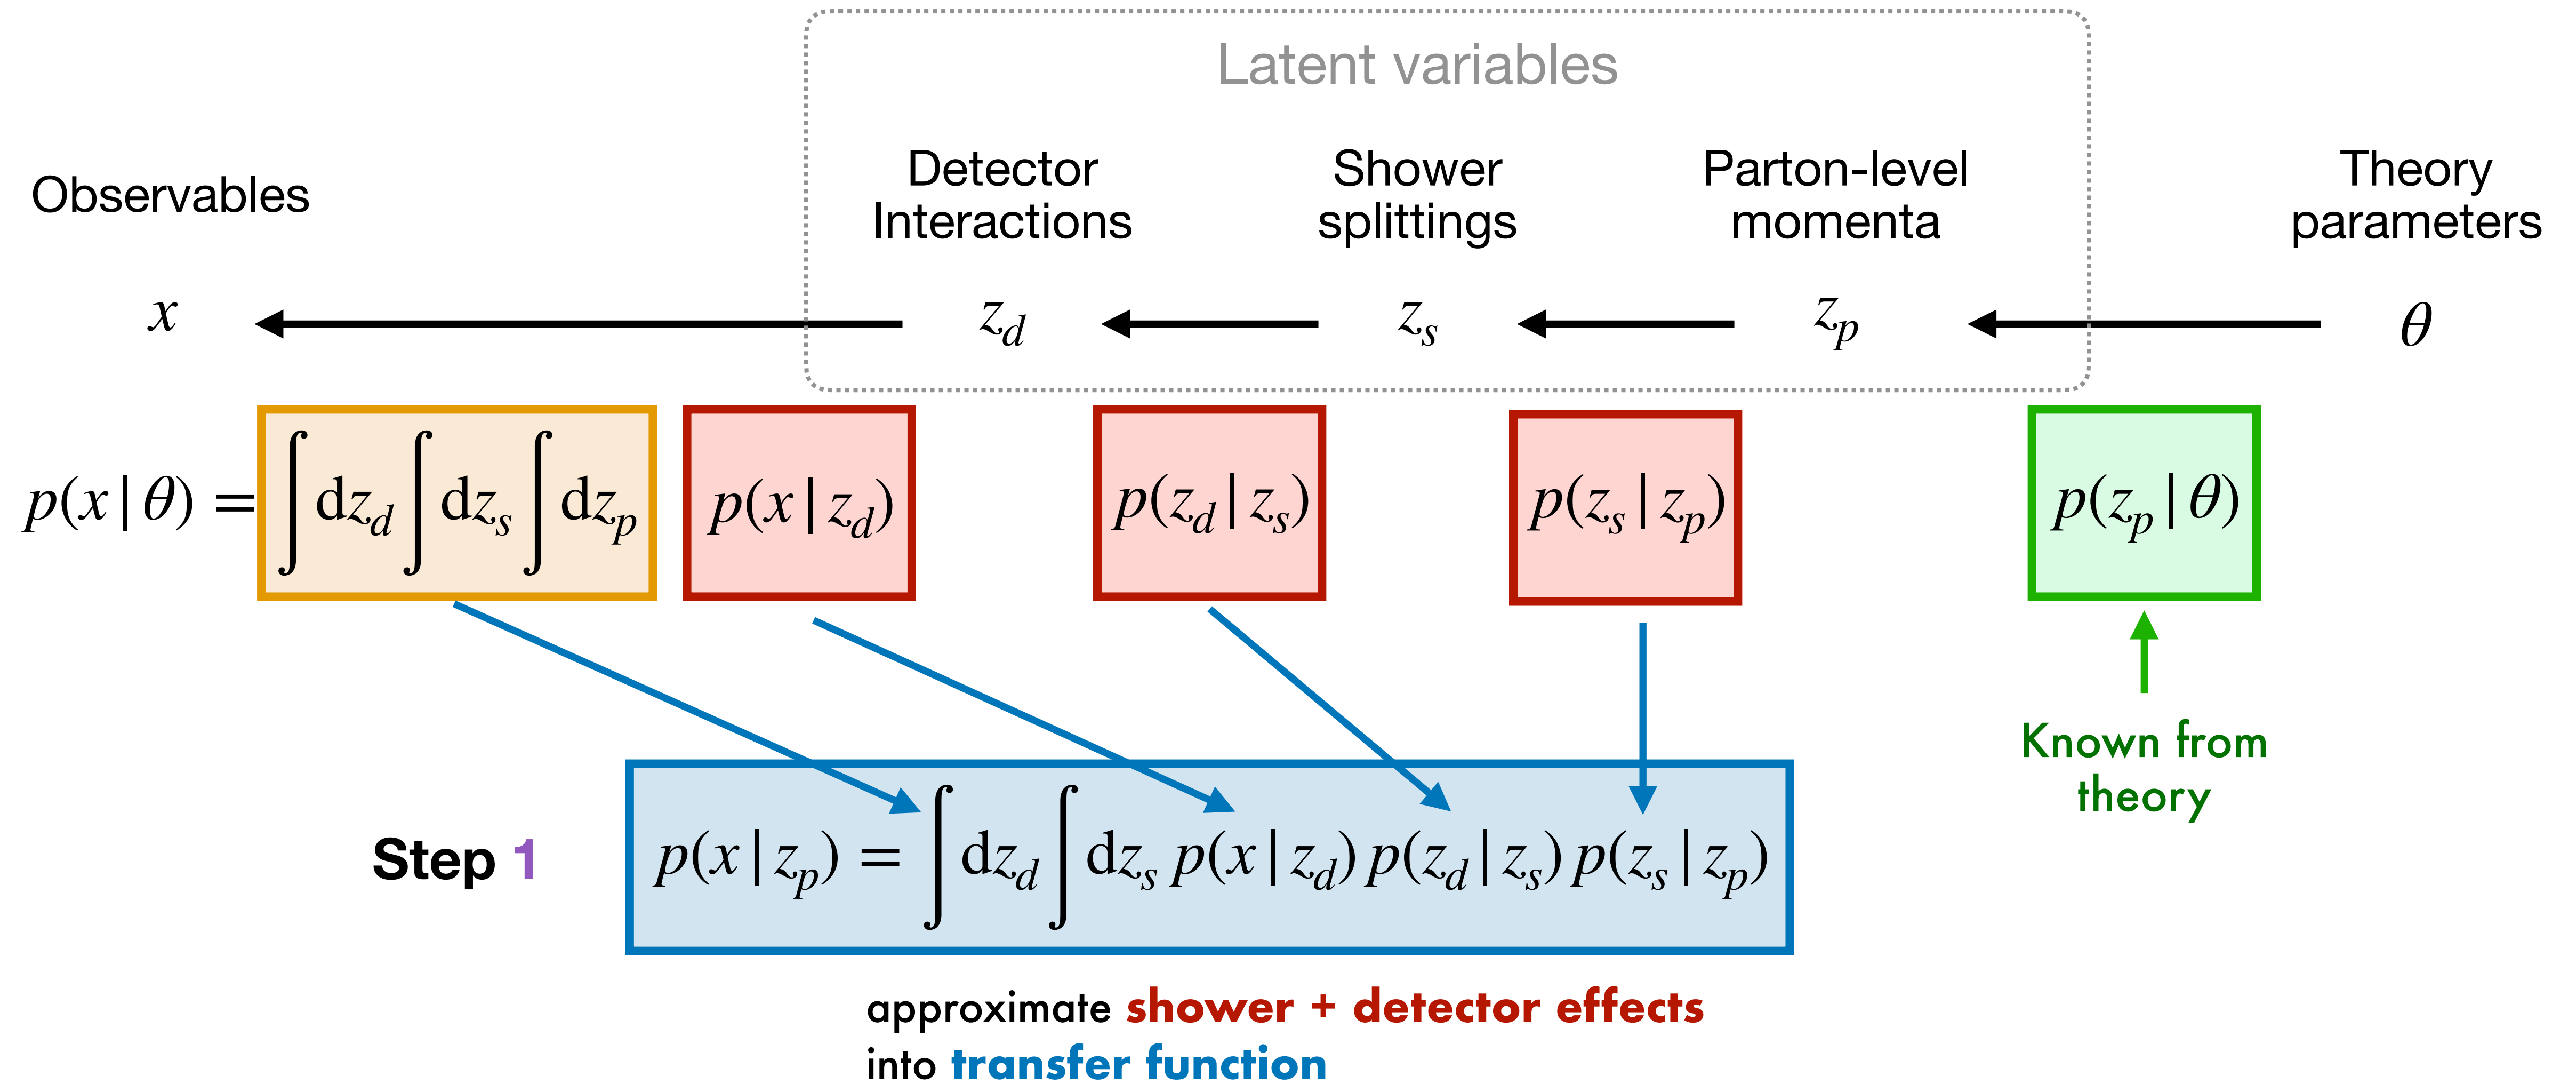 Latent variables
Observables
Detector
Interactions
Shower
splittings
Parton-level
momenta
Theory
parameters
x
z_d
z_s
z_p
θ
p(x|θ) = ∫dz_d ∫dz_s ∫dz_p p(x|z_d) p(z_d|z_s) p(z_s|z_p) p(z_p|θ)
Known from
theory
Step 1
p(x|z_p) = ∫dz_d ∫dz_s p(x|z_d) p(z_d|z_s) p(z_s|z_p)
approximate shower + detector effects
into transfer function